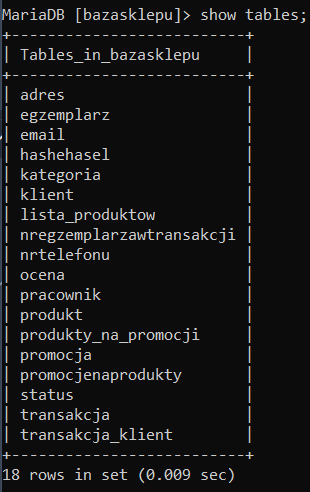 MariaDB [bazasklepu]> show tables;
+--------------------------+
| Tables_in_bazasklepu     |
+--------------------------+
| adres                    |
| egzemplarz               |
| email                    |
| hashehasel               |
| kategoria                |
| klient                   |
| lista_produktow          |
| nregzemplarzawtransakcji |
| nrtelefonu               |
| ocena                    |
| pracownik                |
| produkt                  |
| produkty_na_promocji     |
| promocja                 |
| promocjenaprodukty       |
| status                   |
| transakcja               |
| transakcja_klient        |
+--------------------------+
18 rows in set (0.009 sec)